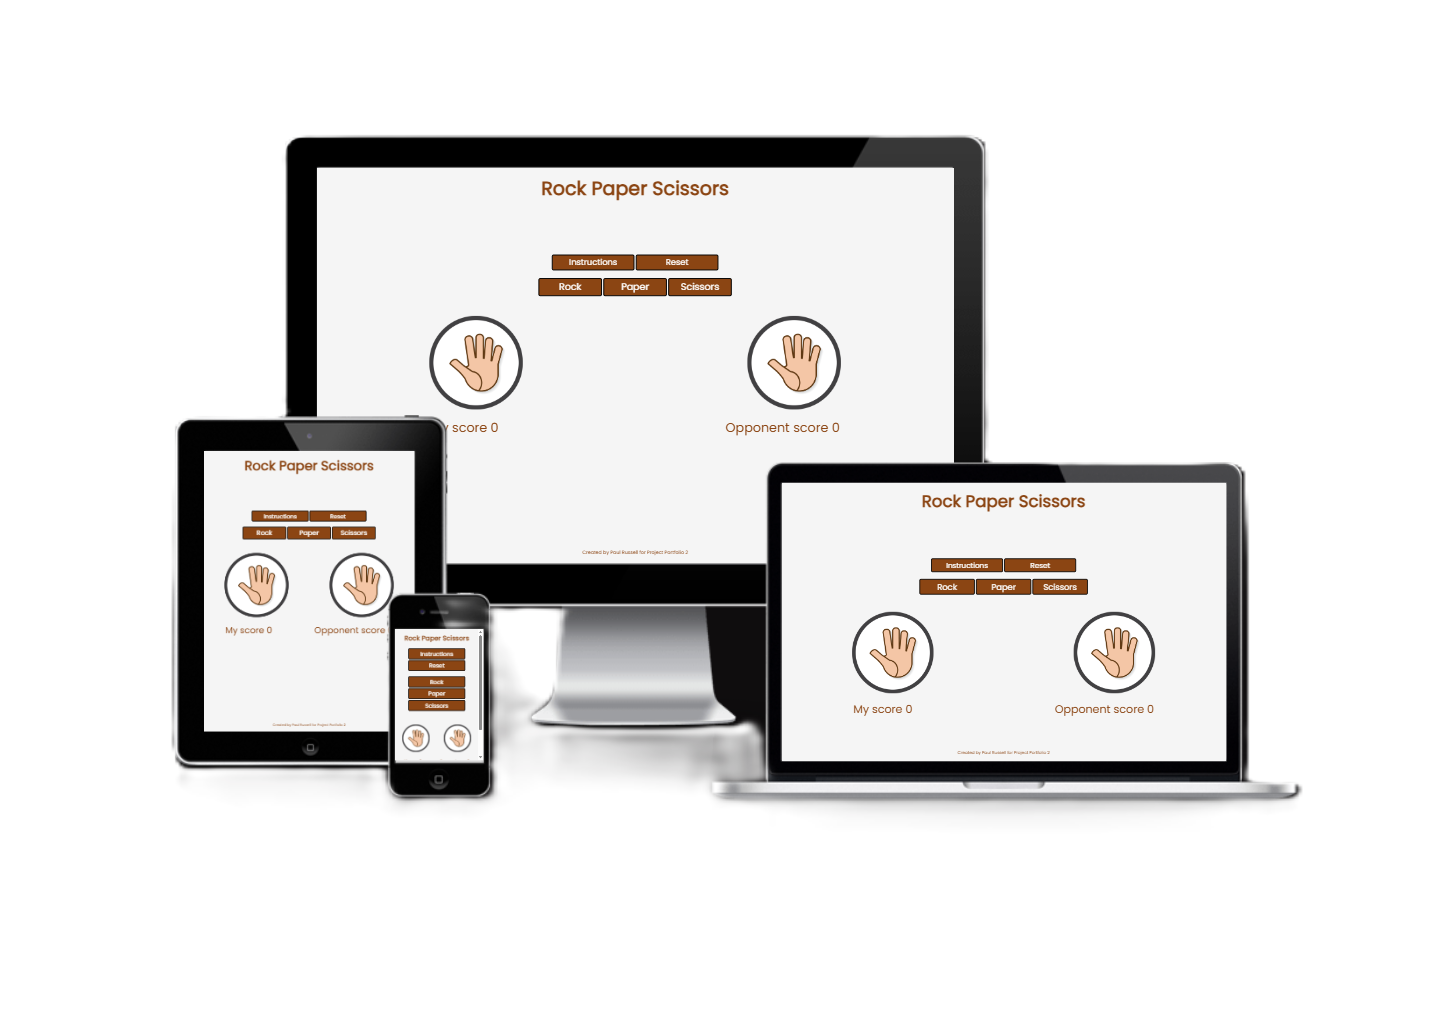 Rock Paper Scissors
Instructions Reset
Rock Paper Scissors
y score 0 Opponent score 0
Created by Paul Russell for Project Portfolio 2
Rock Paper Scissors
Instructions Reset
Rock Paper Scissors
My score 0 Opponent score
Created by Paul Russell for Project Portfolio 2
Rock Paper Scissors
Instructions
Reset
Rock
Paper
Scissors
Rock Paper Scissors
Instructions Reset
Rock Paper Scissors
My score 0 Opponent score 0
Created by Paul Russell for Project Portfolio 2